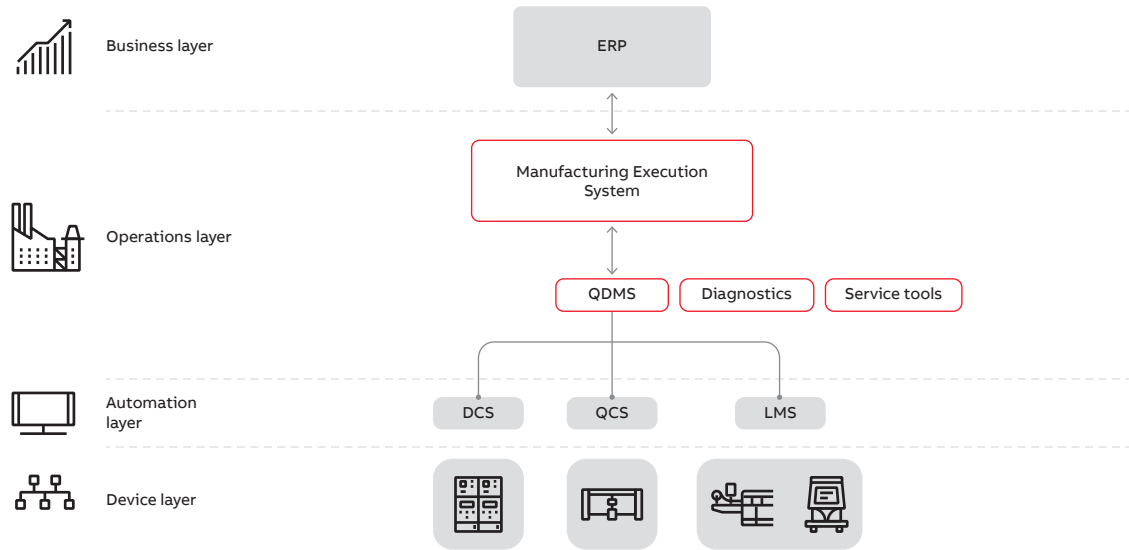 Business layer
ERP
Manufacturing Execution
System
Operations layer
QDMS
Diagnostics
Service tools
Automation
layer
DCS
QCS
LMS
Device layer